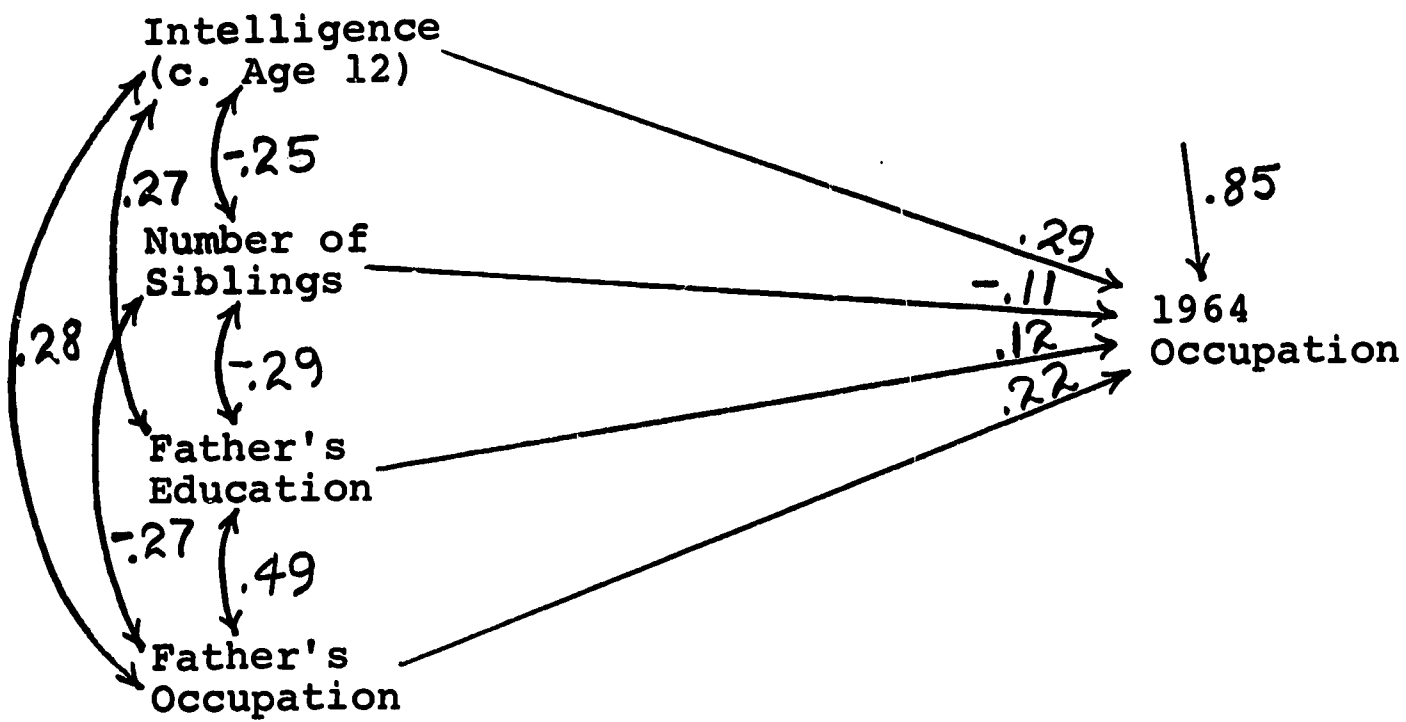 Intelligence
(c. Age 12)
-.25
.27
.85
Number of
Siblings
.29
-.11
1964
Occupation
.12
.28
-.29
.22
Father's
Education
-.27
.49
Father's
Occupation